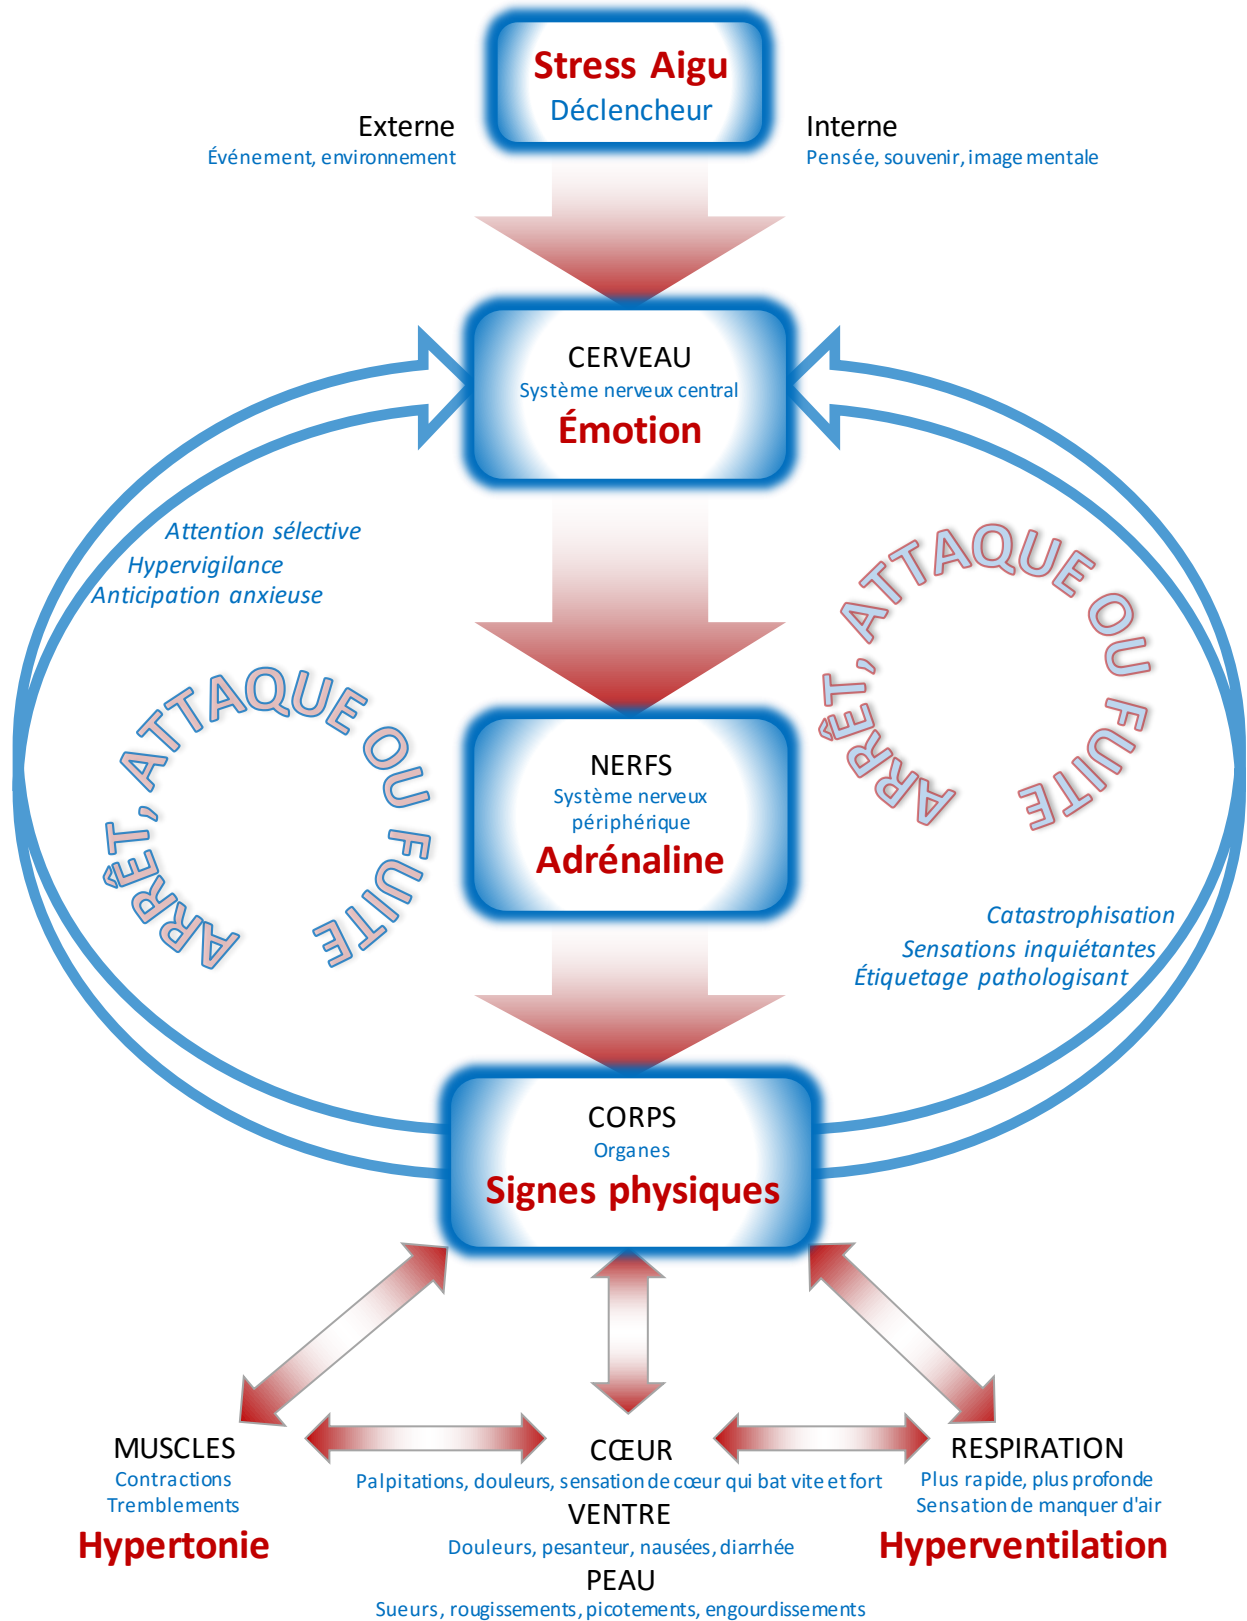 Stress Aigu
Déclencheur
Externe
Événement, environnement
Interne
Pensée, souvenir, image mentale
CERVEAU
Système nerveux central
Émotion
Attention sélective
Hypervigilance
Anticipation anxieuse
ARRÊT, ATTAQUE OU FUITE
ARRÊT, ATTAQUE OU FUITE
NERFS
Système nerveux
périphérique
Adrénaline
Catastrophisation
Sensations inquiétantes
Étiquetage pathologisant
CORPS
Organes
Signes physiques
MUSCLES
Contractions
Tremblements
Hypertonie
CŒUR
Palpitations, douleurs, sensation de cœur qui bat vite et fort
VENTRE
Douleurs, pesanteur, nausées, diarrhée
PEAU
Sueurs, rougissements, picotements, engourdissements
RESPIRATION
Plus rapide, plus profonde
Sensation de manquer d'air
Hyperventilation